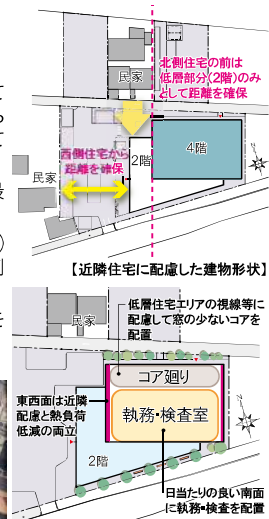 民家
北側住宅の前は
低層部分(2階)のみ
として距離を確保
西側住宅から
距離を確保
2階
4階
民家
【近隣住宅に配慮した建物形状】
民家
低層住宅エリアの視線等に
配慮して窓の少ないコアを
配置
コア廻り
東西面は近隣
配慮と熱負荷
低減の両立
執務・検査室
2階
日当たりの良い南面
に執務・検査を配置